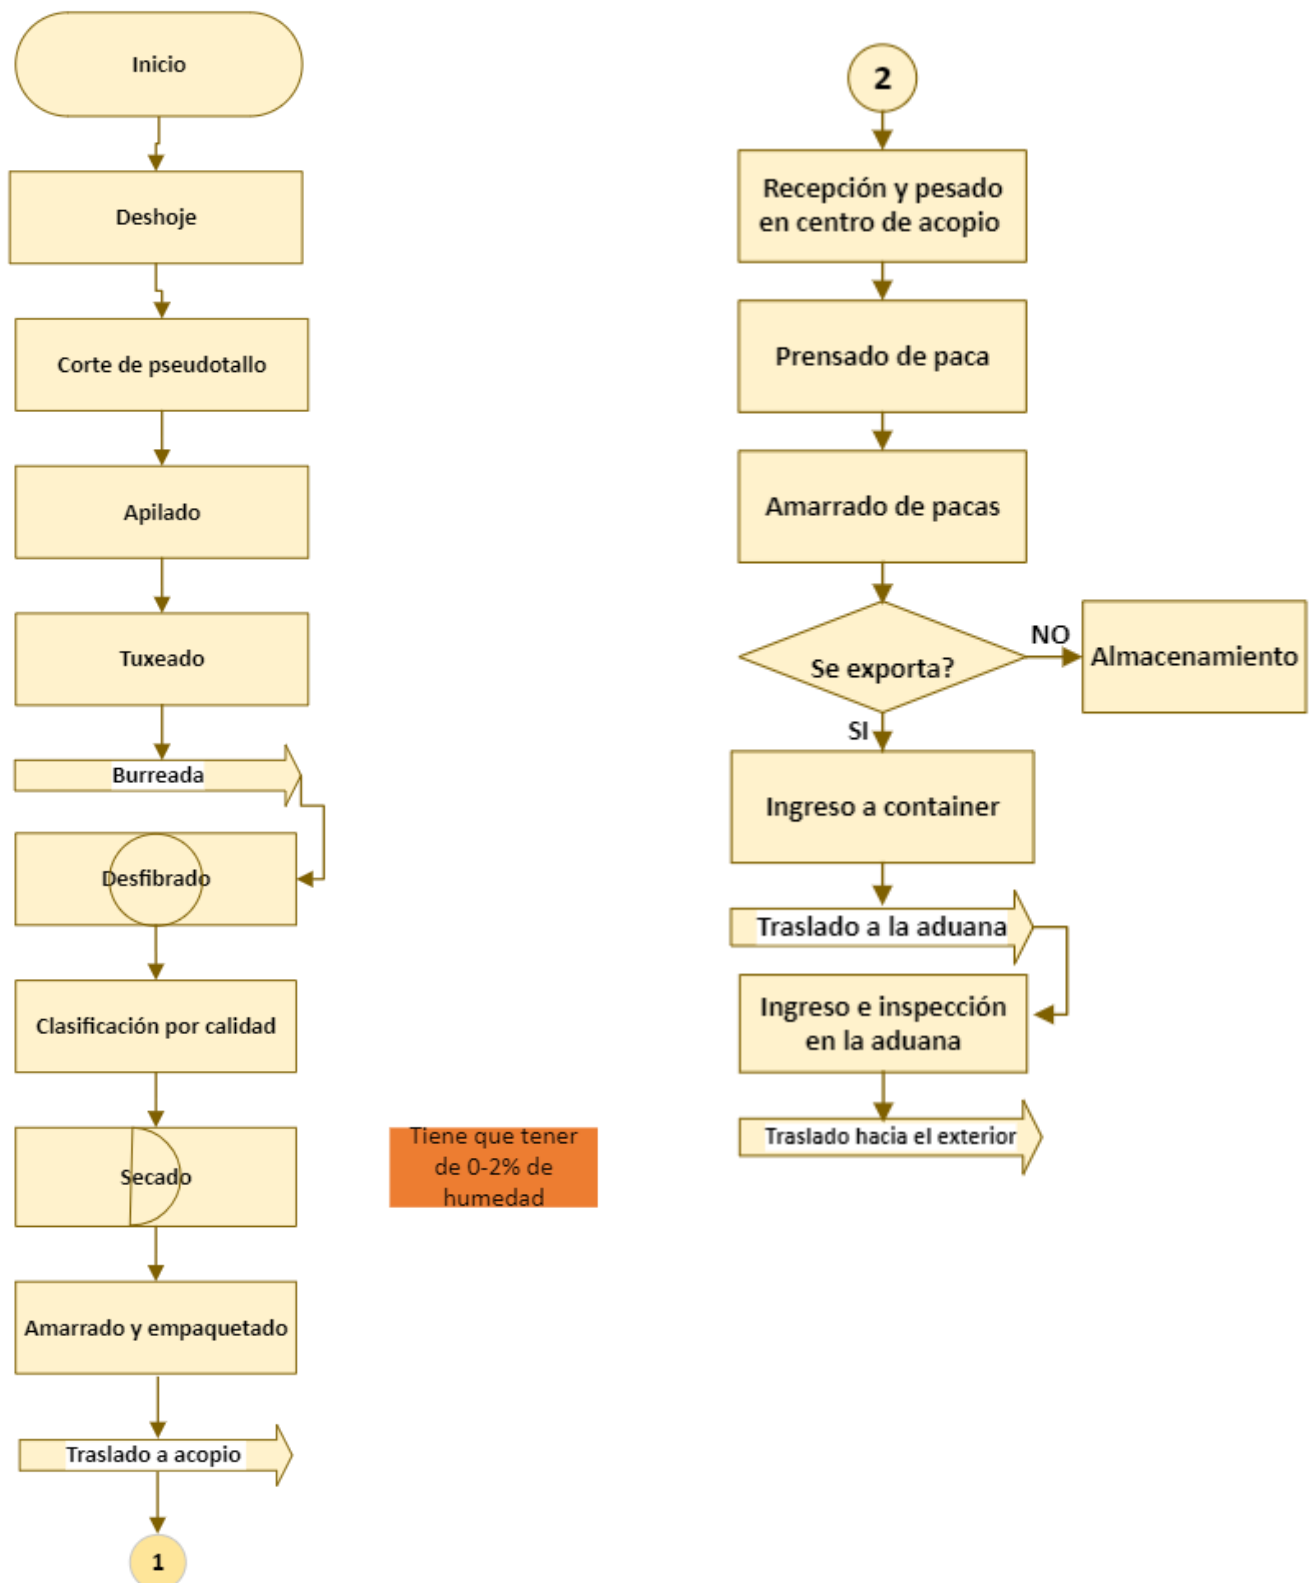 Inicio
Deshoje
Corte de pseudotallo
Apilado
Tuxeado
Burreada
Desfibrado
Clasificación por calidad
Secado
Tiene que tener
de 0-2% de
humedad
Amarrado y empaquetado
Traslado a acopio
1
2
Recepción y pesado
en centro de acopio
Prensado de paca
Amarrado de pacas
Se exporta?
NO
Almacenamiento
SI
Ingreso a container
Traslado a la aduana
Ingreso e inspección
en la aduana
Traslado hacia el exterior